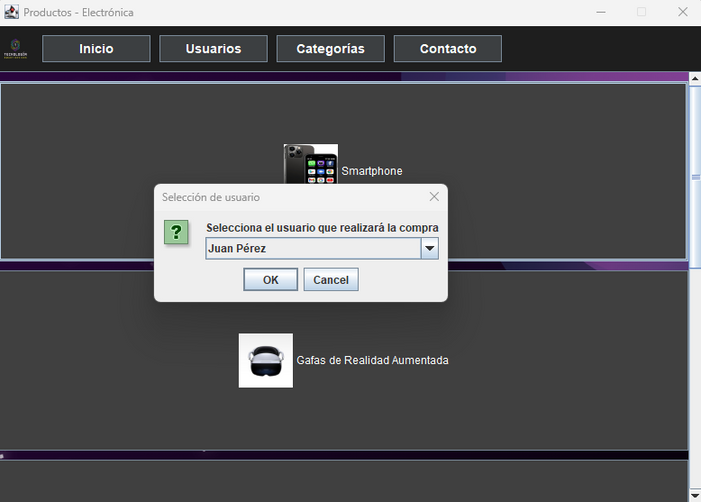 Productos - Electrónica
Inicio
Usuarios
Categorías
Contacto
Smartphone
Selección de usuario
?
Selecciona el usuario que realizará la compra
Juan Pérez
OK
Cancel
Gafas de Realidad Aumentada